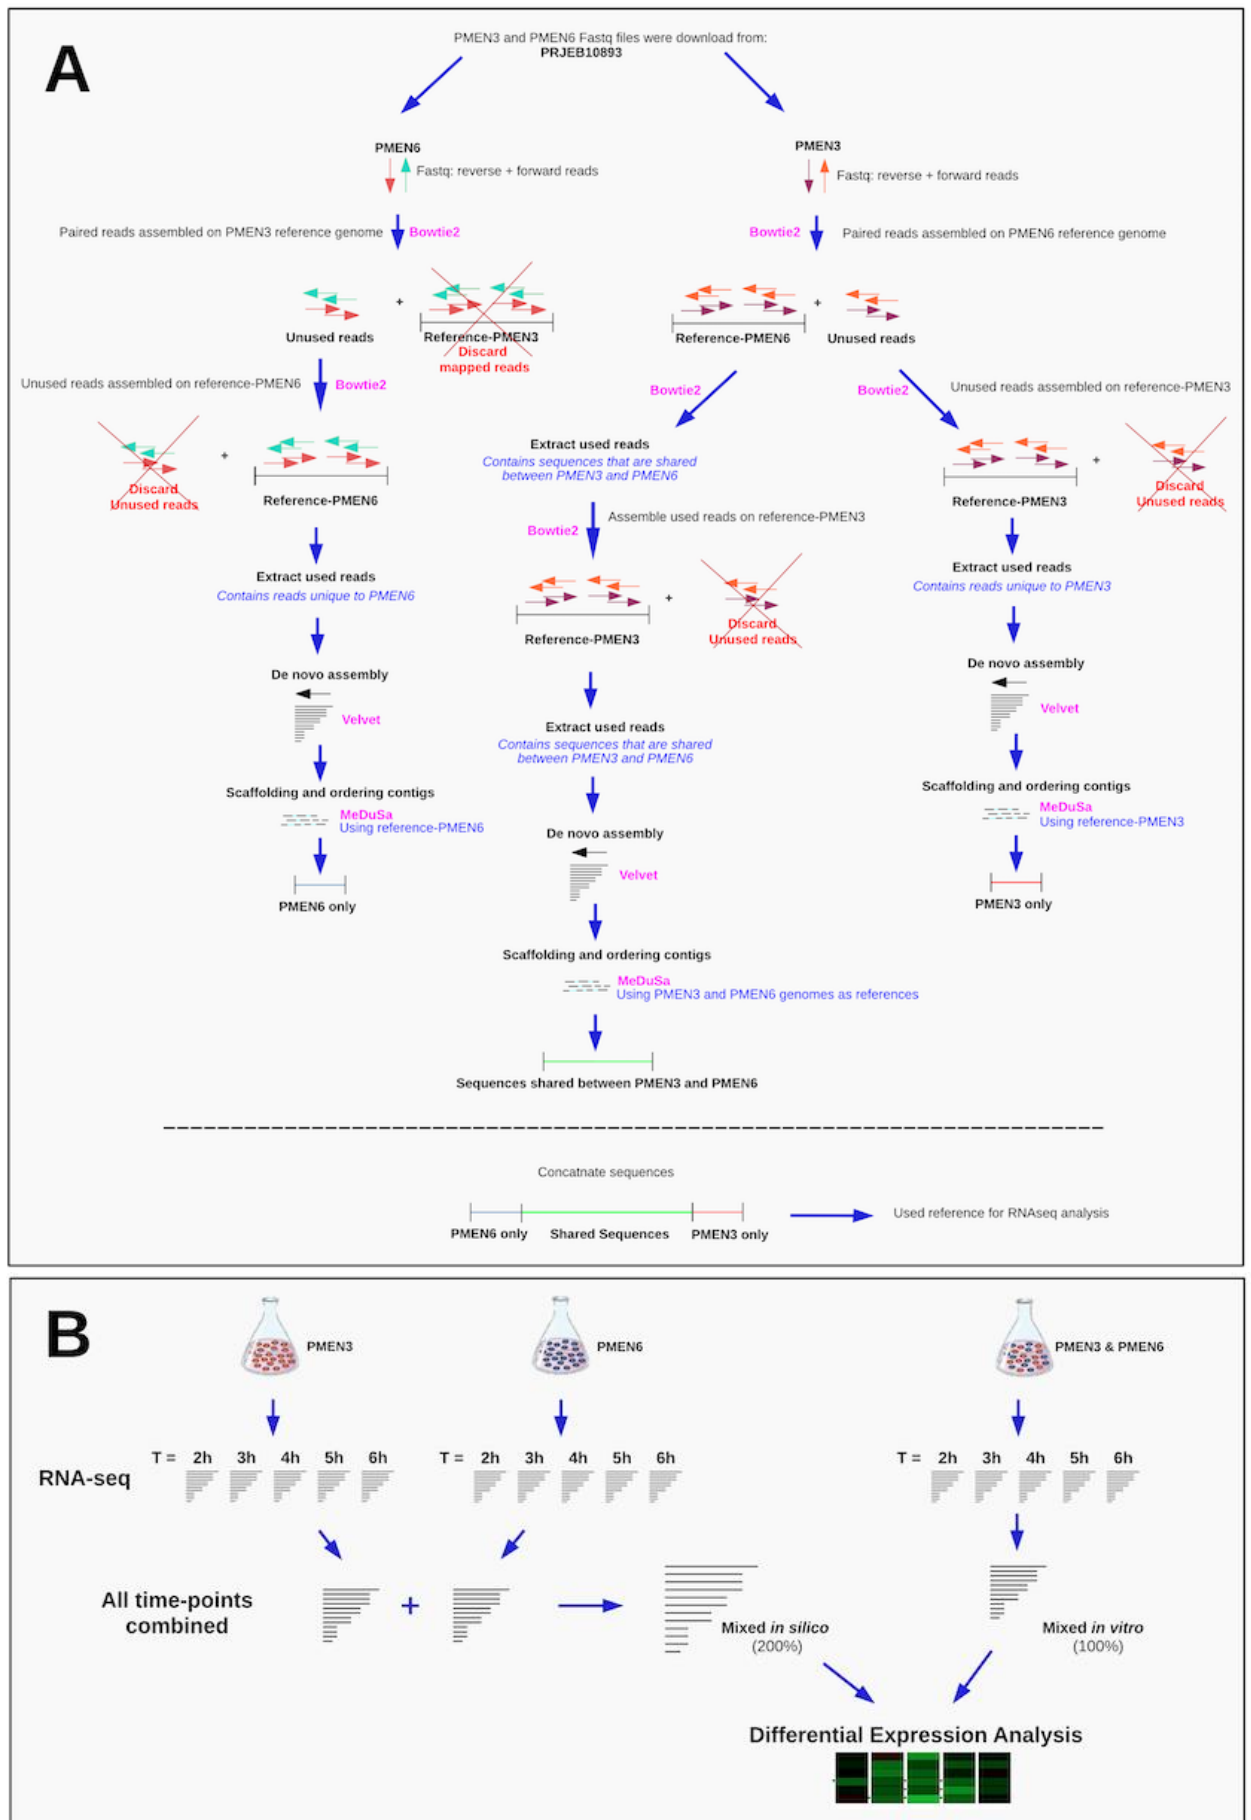 A
PMEN3 and PMEN6 Fastq files were download from:
PRJEB10893
PMEN6
Fastq: reverse + forward reads
PMEN3
Fastq: reverse + forward reads
Paired reads assembled on PMEN3 reference genome
Bowtie2
Bowtie2
Paired reads assembled on PMEN6 reference genome
+
Unused reads
Reference-PMEN3
Discard
mapped reads
+
Reference-PMEN6
Unused reads
Unused reads assembled on reference-PMEN6
Bowtie2
Bowtie2
Bowtie2
Unused reads assembled on reference-PMEN3
+
Discard
Unused reads
Reference-PMEN6
Extract used reads
Contains sequences that are shared
between PMEN3 and PMEN6
+
Reference-PMEN3
Discard
Unused reads
Bowtie2
Assemble used reads on reference-PMEN3
Extract used reads
Contains reads unique to PMEN6
+
Reference-PMEN3
Discard
Unused reads
Extract used reads
Contains reads unique to PMEN3
De novo assembly
Velvet
Extract used reads
Contains sequences that are shared
between PMEN3 and PMEN6
De novo assembly
Velvet
Scaffolding and ordering contigs
MeDuSa
Using reference-PMEN6
PMEN6 only
De novo assembly
Velvet
Scaffolding and ordering contigs
MeDuSa
Using reference-PMEN3
PMEN3 only
Scaffolding and ordering contigs
MeDuSa
Using PMEN3 and PMEN6 genomes as references
Sequences shared between PMEN3 and PMEN6
Concatnate sequences
PMEN6 only
Shared Sequences
PMEN3 only
Used reference for RNAseq analysis
B
PMEN3
PMEN6
PMEN3 & PMEN6
RNA-seq
T = 2h 3h 4h 5h 6h
T = 2h 3h 4h 5h 6h
T = 2h 3h 4h 5h 6h
All time-points
combined
+
Mixed in silico
(200%)
Mixed in vitro
(100%)
Differential Expression Analysis